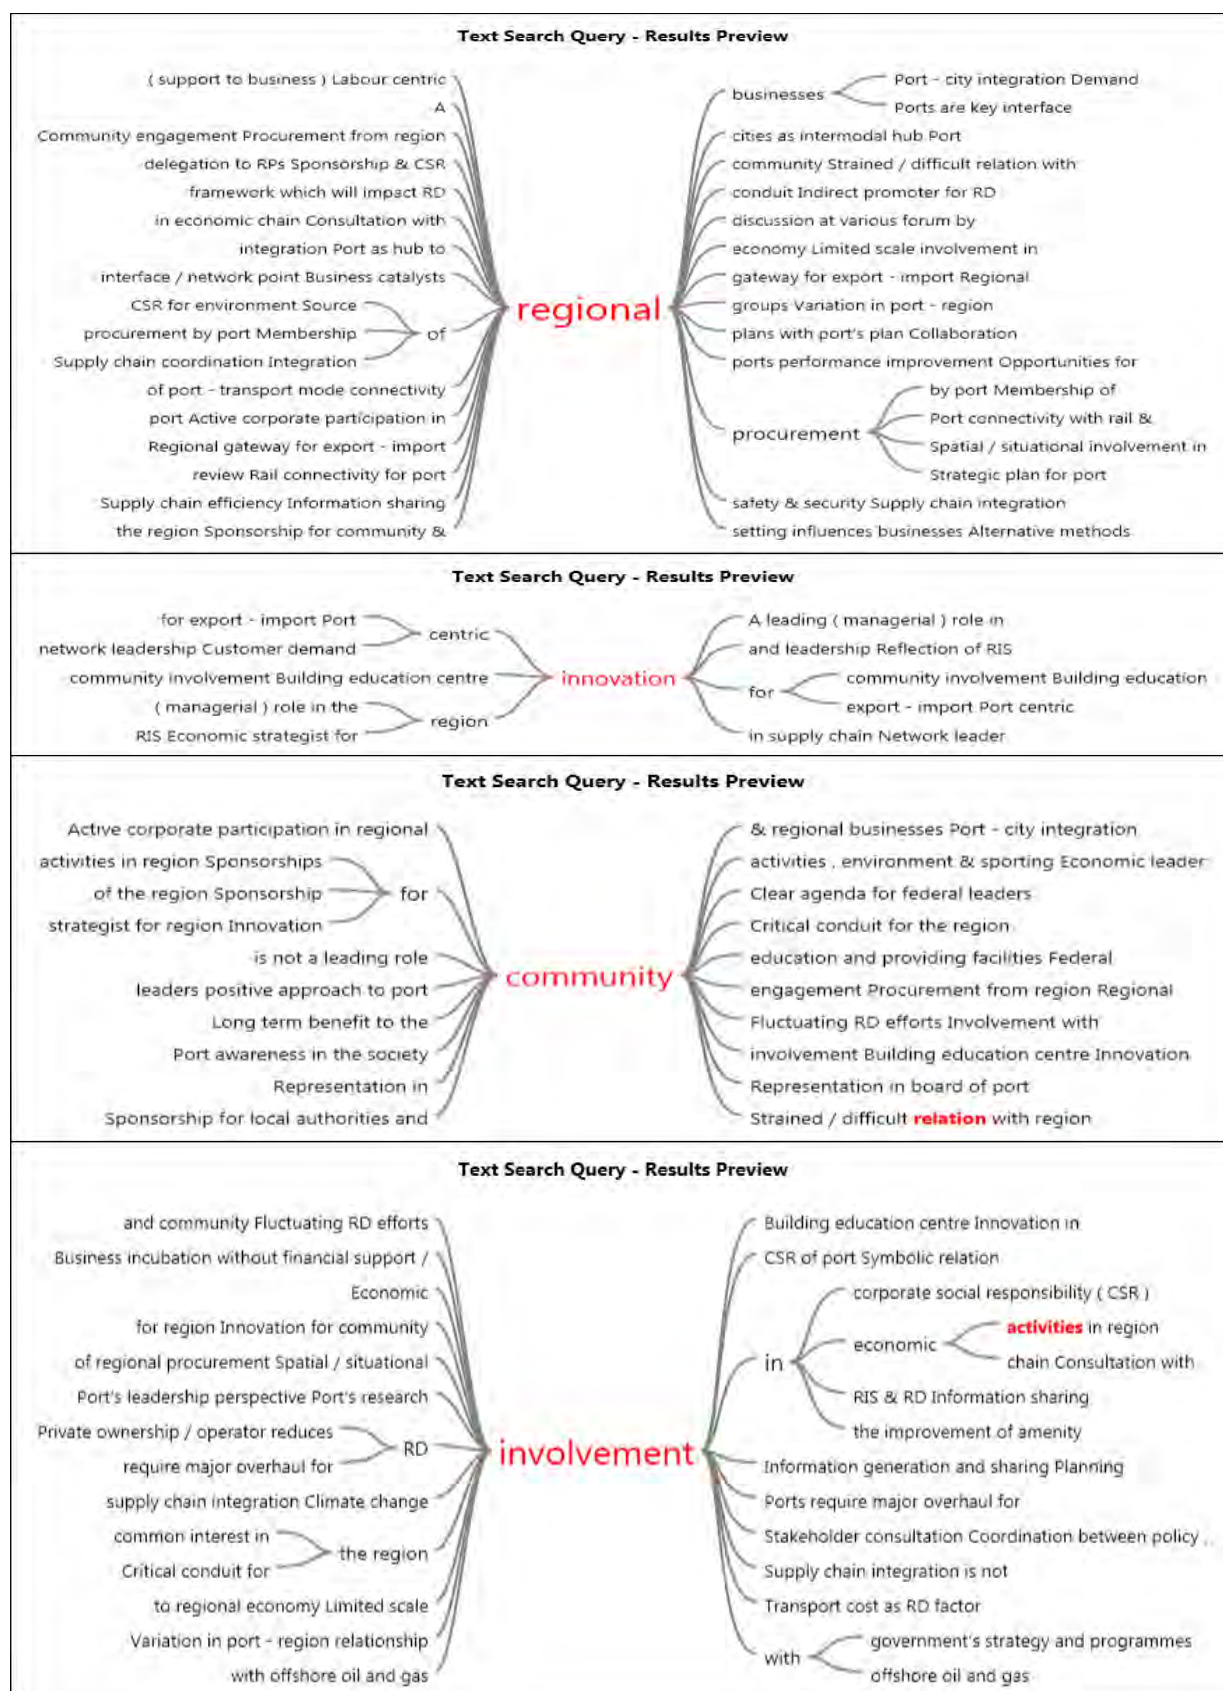 Text Search Query - Results Preview
( support to business ) Labour centric
A
Community engagement Procurement from region
delegation to RPs Sponsorship & CSR
framework which will impact RD
in economic chain Consultation with
integration Port as hub to
interface / network point Business catalysts
CSR for environment Source
procurement by port Membership
Supply chain coordination Integration
of
of port - transport mode connectivity
port Active corporate participation in
Regional gateway for export - import
review Rail connectivity for port
Supply chain efficiency Information sharing
the region Sponsorship for community &
regional
businesses
Port - city integration Demand
Ports are key interface
cities as intermodal hub Port
community Strained / difficult relation with
conduit Indirect promoter for RD
discussion at various forum by
economy Limited scale involvement in
gateway for export - import Regional
groups Variation in port - region
plans with port's plan Collaboration
ports performance improvement Opportunities for
procurement
by port Membership of
Port connectivity with rail &
Spatial / situational involvement in
Strategic plan for port
safety & security Supply chain integration
setting influences businesses Alternative methods
Text Search Query - Results Preview
for export - import Port
network leadership Customer demand
centric
community involvement Building education centre
( managerial ) role in the
RIS Economic strategist for
region
innovation
A leading ( managerial ) role in
and leadership Reflection of RIS
for
community involvement Building education
export - import Port centric
in supply chain Network leader
Text Search Query - Results Preview
Active corporate participation in regional
activities in region Sponsorships
of the region Sponsorship
strategist for region Innovation
for
is not a leading role
leaders positive approach to port
Long term benefit to the
Port awareness in the society
Representation in
Sponsorship for local authorities and
community
& regional businesses Port - city integration
activities , environment & sporting Economic leader
Clear agenda for federal leaders
Critical conduit for the region
education and providing facilities Federal
engagement Procurement from region Regional
Fluctuating RD efforts Involvement with
involvement Building education centre Innovation
Representation in board of port
Strained / difficult relation with region
Text Search Query - Results Preview
and community Fluctuating RD efforts
Business incubation without financial support /
Economic
for region Innovation for community
of regional procurement Spatial / situational
Port's leadership perspective Port's research
Private ownership / operator reduces
require major overhaul for
RD
supply chain integration Climate change
common interest in
Critical conduit for
the region
to regional economy Limited scale
Variation in port - region relationship
with offshore oil and gas
involvement
Building education centre Innovation in
CSR of port Symbolic relation
in
corporate social responsibility ( CSR )
economic
activities in region
chain Consultation with
RIS & RD Information sharing
the improvement of amenity
Information generation and sharing Planning
Ports require major overhaul for
Stakeholder consultation Coordination between policy ,
Supply chain integration is not
Transport cost as RD factor
with
government's strategy and programmes
offshore oil and gas